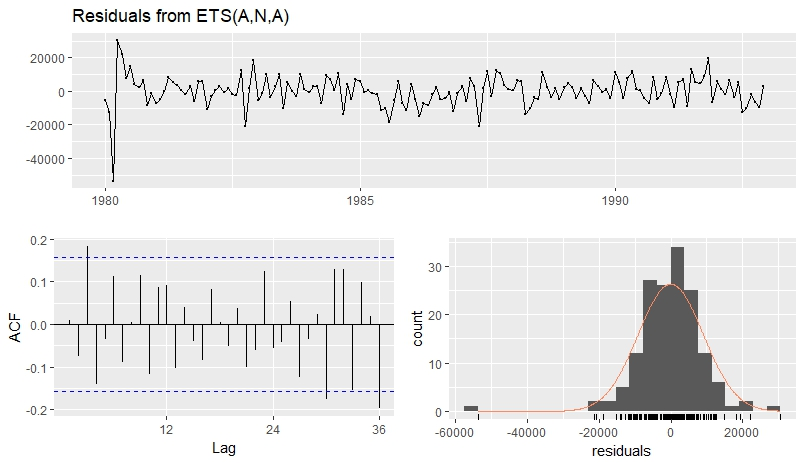 Residuals from ETS(A,N,A)
20000
0
-20000
-40000
1980 1985 1990
0.2
0.1
0.0
-0.1
-0.2
ACF
12 24 36
Lag
30
20
10
0
count
-60000 -40000 -20000 0 20000
residuals